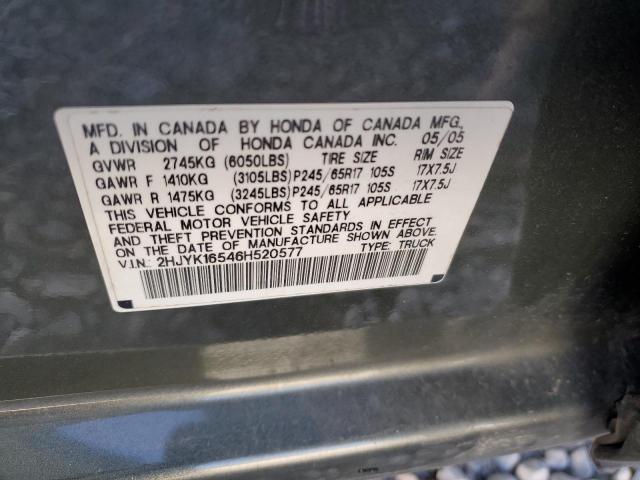 MFD. IN CANADA BY HONDA OF CANADA MFG.,
A DIVISION OF HONDA CANADA INC. 05/05
GVWR 2745KG (6050LBS) TIRE SIZE RIM SIZE
GAWR F 1410KG (3105LBS) P245/65R17 105S 17X7.5J
GAWR R 1475KG (3245LBS) P245/65R17 105S 17X7.5J
THIS VEHICLE CONFORMS TO ALL APPLICABLE
FEDERAL MOTOR VEHICLE SAFETY
AND THEFT PREVENTION STANDARDS IN EFFECT
ON THE DATE OF MANUFACTURE SHOWN ABOVE.
V.I.N.: 2HJYK16546H520577 TYPE: TRUCK